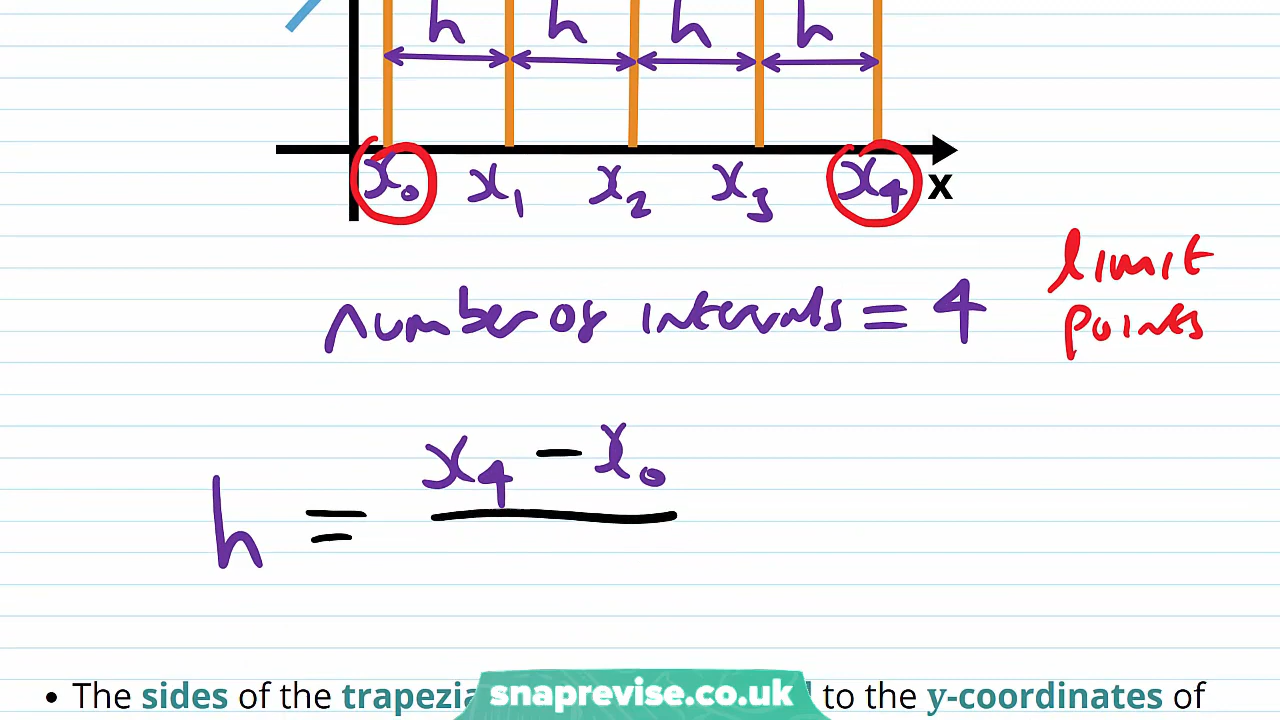 h h h h
x₀ x₁ x₂ x₃ x₄ x
limit
number of intervals = 4
points
x₄ - x₀
h =
• The sides of the trapezia to the y-coordinates of
snaprevise.co.uk